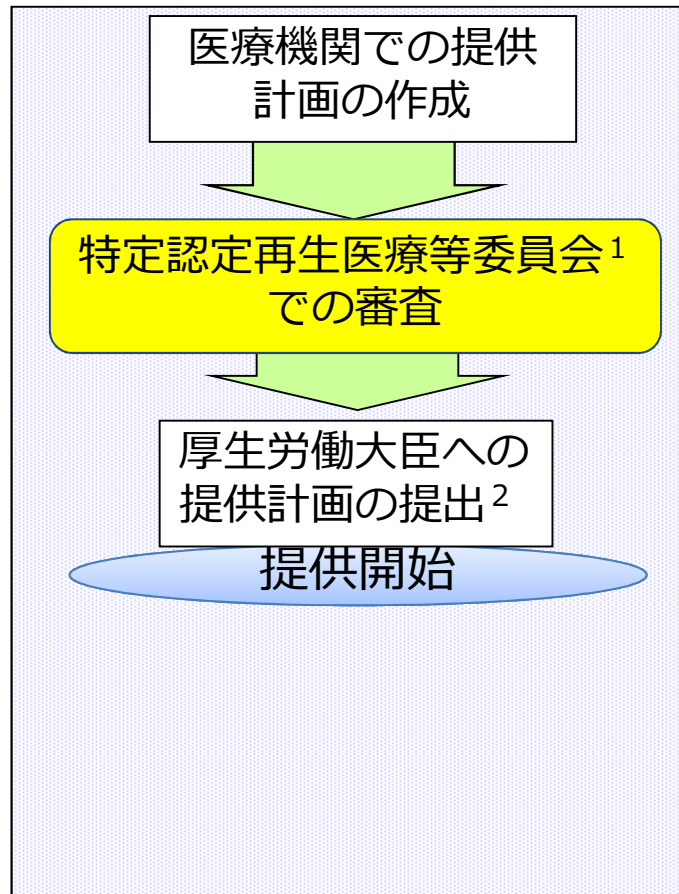 医療機関での提供
計画の作成
特定認定再生医療等委員会1
での審査
厚生労働大臣への
提供計画の提出2
提供開始